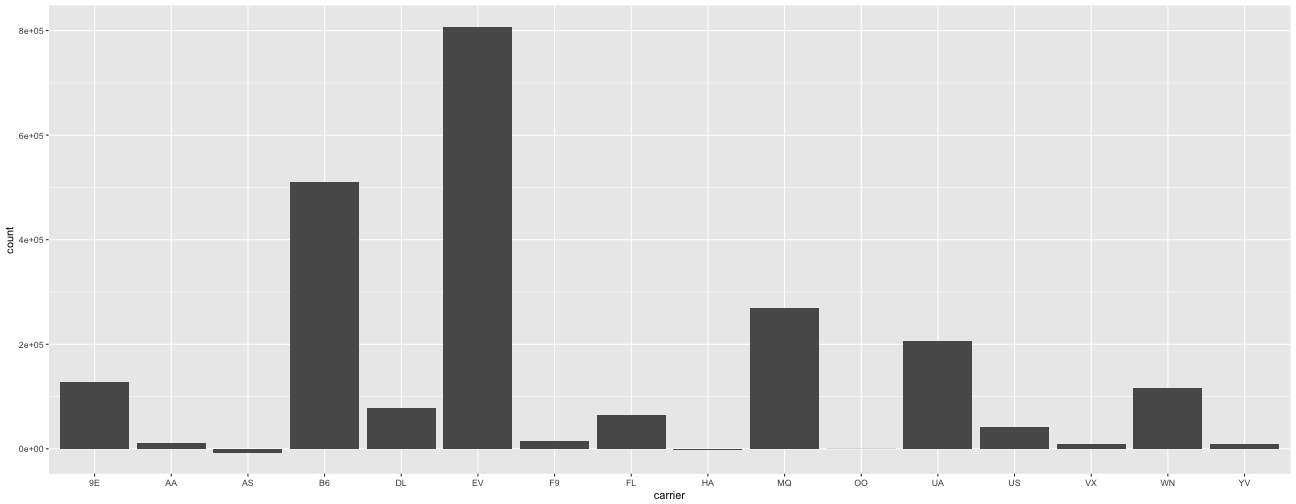 count
8e+05
6e+05
4e+05
2e+05
0e+00
9E AA AS B6 DL EV F9 FL HA MQ OO UA US VX WN YV
carrier